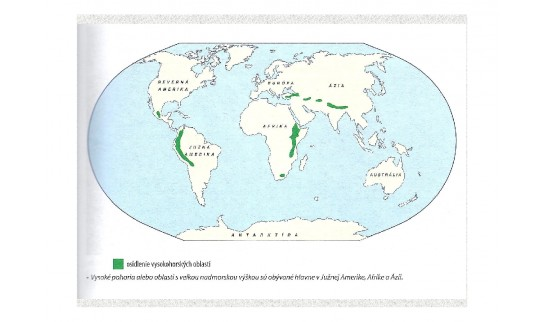 SEVERNÁ
AMERIKA
EURÓPA
ÁZIA
AFRIKA
JUŽNÁ
AMERIKA
AUSTRÁLIA
ANTARKTÍDA
osídlenie vysokohorských oblastí
Vysoké pohoria alebo oblasti s veľkou nadmorskou výškou sú obývané hlavne v Južnej Amerike, Afrike a Ázii.